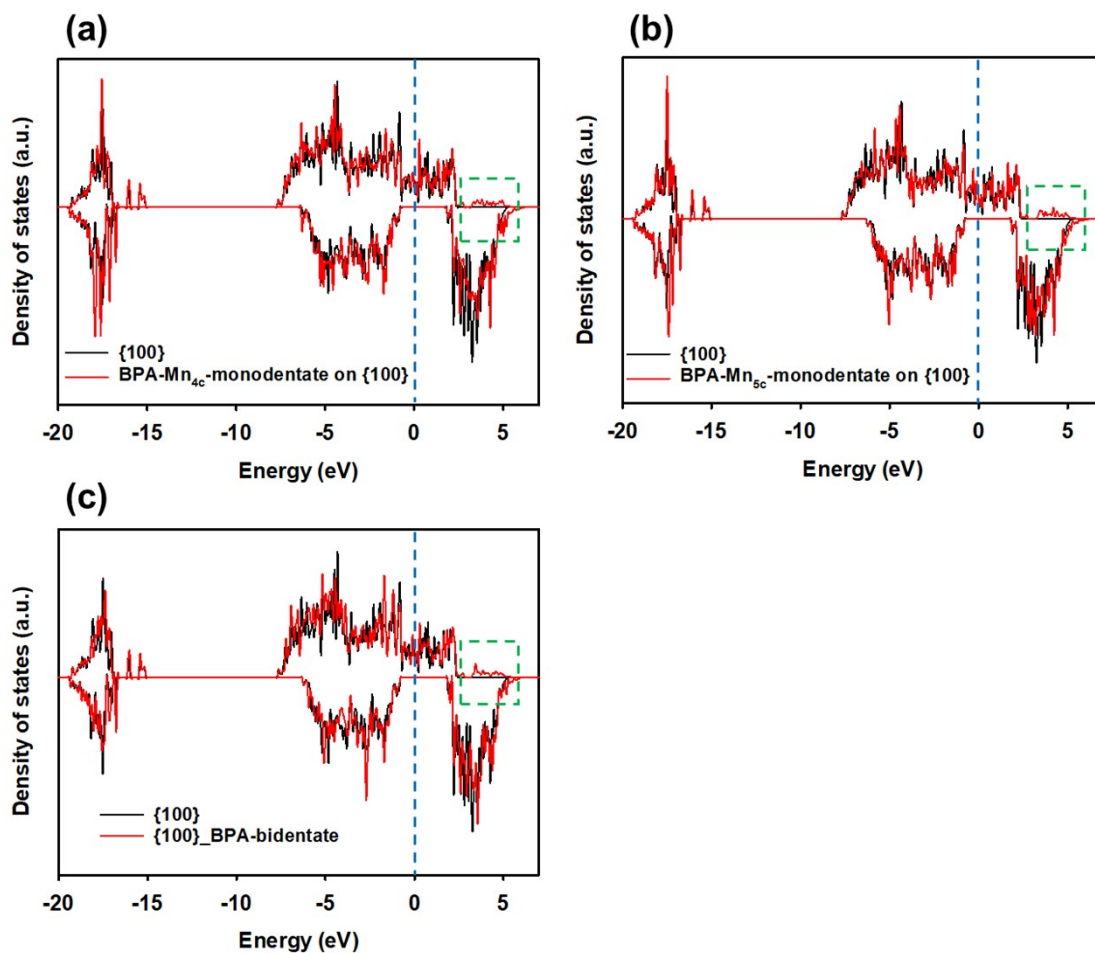 (a)
Density of states (a.u.)
{100}
BPA-Mn4c-monodentate on {100}
-20 -15 -10 -5 0 5
Energy (eV)
(b)
Density of states (a.u.)
{100}
BPA-Mn5c-monodentate on {100}
-20 -15 -10 -5 0 5
Energy (eV)
(c)
Density of states (a.u.)
{100}
{100}_BPA-bidentate
-20 -15 -10 -5 0 5
Energy (eV)